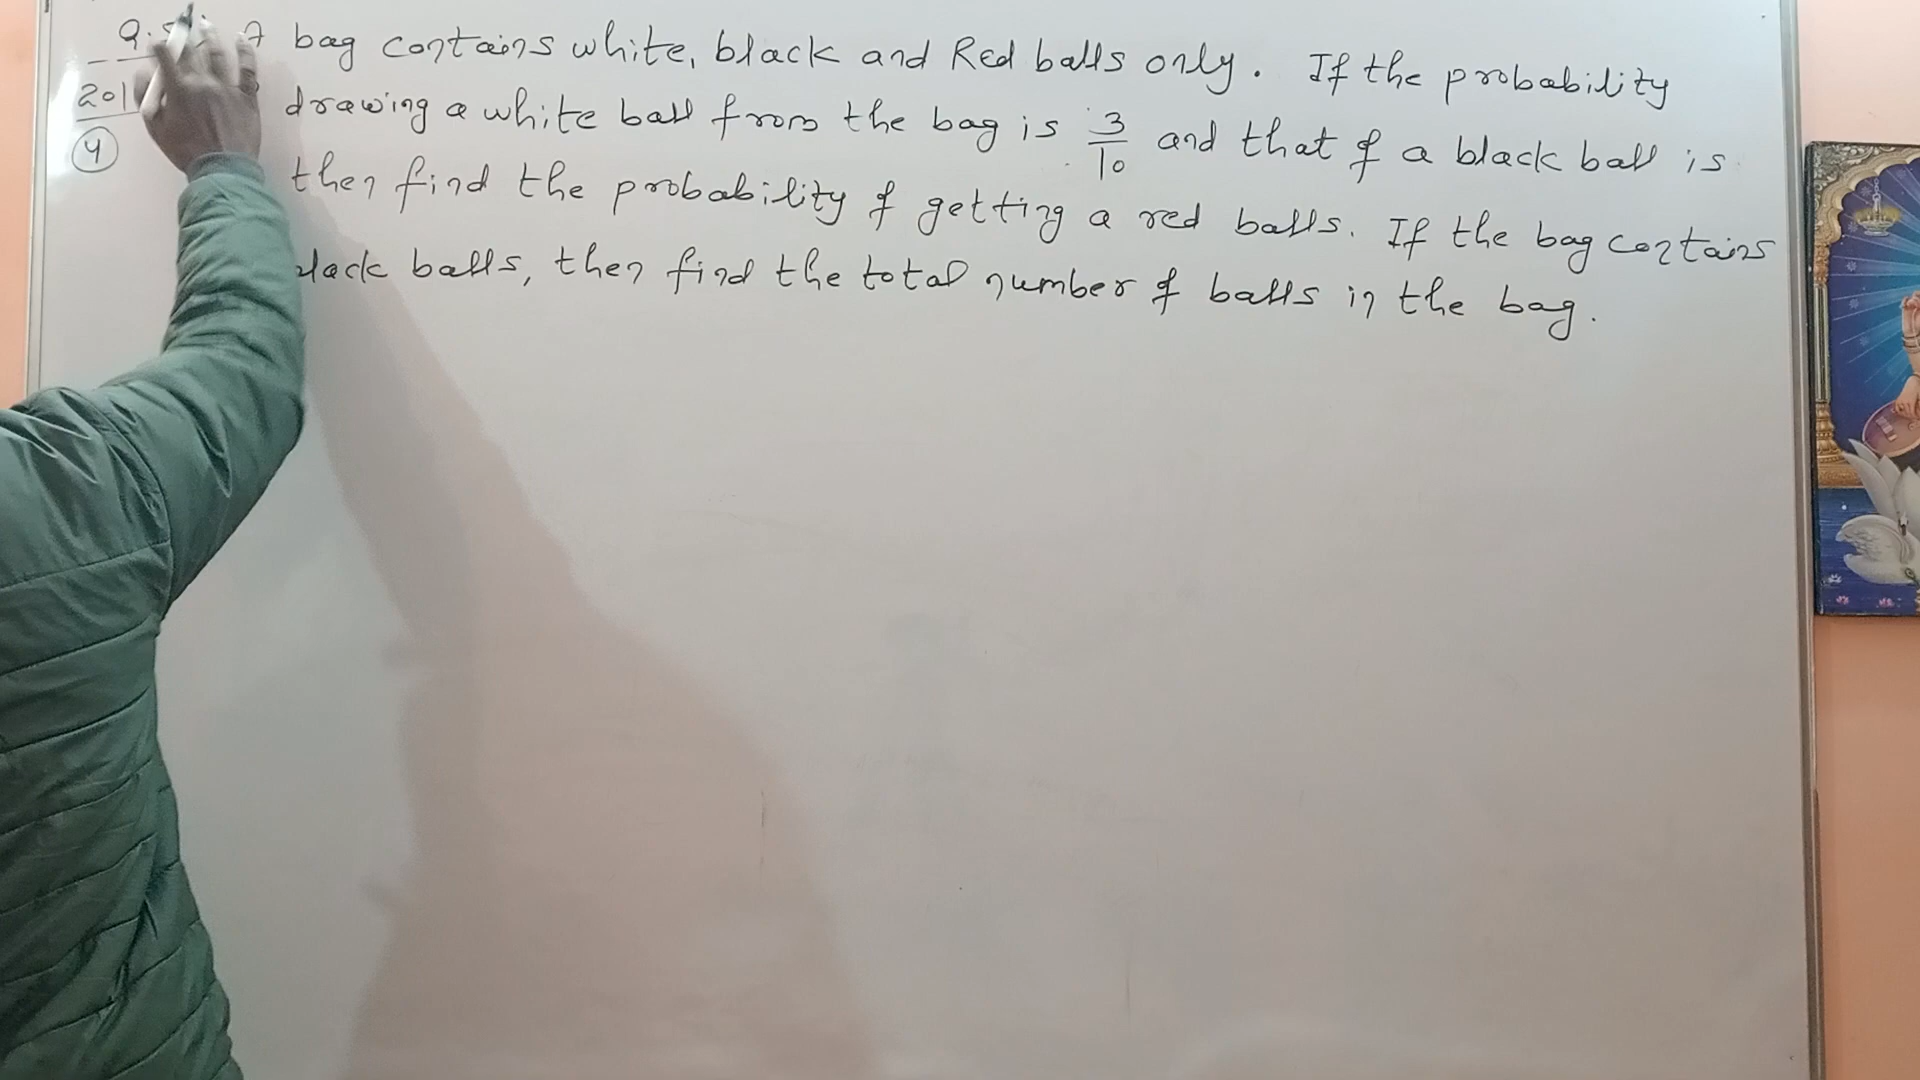 Q. A bag contains white, black and Red balls only. If the probability
201 drawing a white ball from the bag is 3/10 and that of a black ball is
(4) then find the probability of getting a red balls. If the bag contains
black balls, then find the total number of balls in the bag.